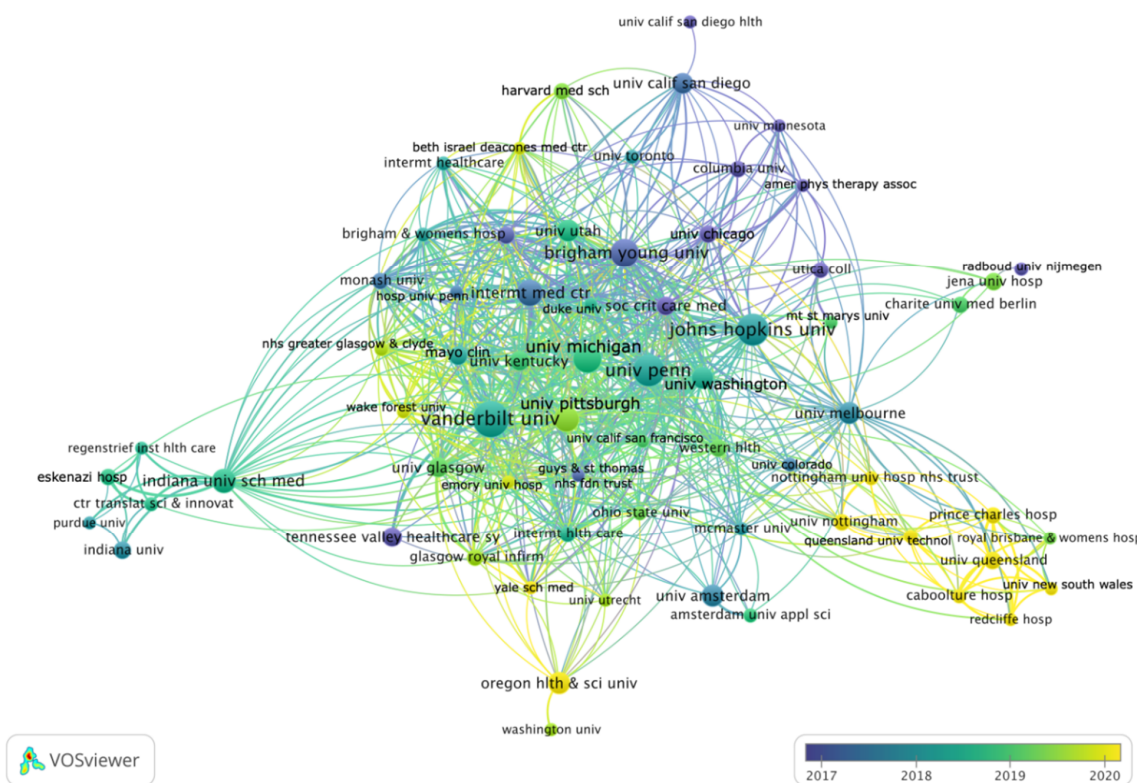 univ calif san diego hlth
univ calif san diego
harvard med sch
univ minnesota
beth israel deacones med ctr
intermt healthcare
univ toronto
columbia univ
amer phys therapy assoc
brigham & womens hosp
univ utah
univ chicago
brigham young univ
monash univ
utica coll
radboud univ nijmegen
jena univ hosp
hosp univ penn
intermt med ctr
duke univ
soc crit care med
charite univ med berlin
mt st marys univ
johns hopkins univ
nhs greater glasgow & clyde
mayo clin
univ kentucky
univ michigan
univ penn
univ washington
wake forest univ
vanderbilt univ
univ pittsburgh
univ melbourne
univ calif san francisco
western hlth
regenstrief inst hlth care
eskenazi hosp
indiana univ sch med
univ glasgow
guys & st thomas
nhs fdn trust
univ colorado
nottingham univ hosp nhs trust
emory univ hosp
ctr translat sci & innovat
purdue univ
indiana univ
ohio state univ
tennessee valley healthcare sy
intermt hlth care
mcmaster univ
univ nottingham
prince charles hosp
queensland univ technol
royal brisbane & womens hosp
glasgow royal infirm
univ queensland
yale sch med
univ utrecht
univ amsterdam
amsterdam univ appl sci
caboolture hosp
univ new south wales
redcliffe hosp
oregon hlth & sci univ
washington univ
VOSviewer
2017 2018 2019 2020